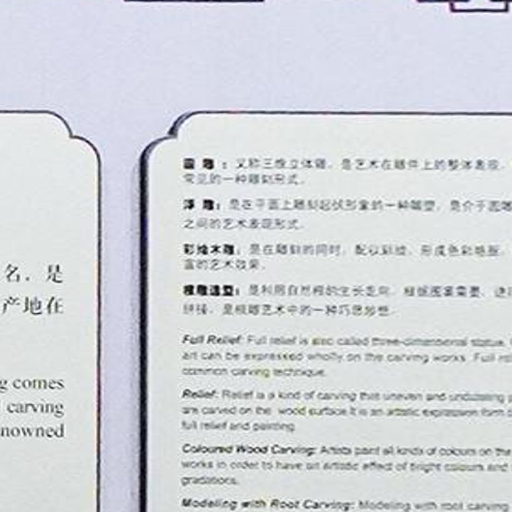 名,是
产地在
g comes
carving
nowned
圆 雕 : 又称三维立体雕,是艺术在雕件上的整体表现,
常见的一种雕刻形式。
浮 雕: 是在平面上雕刻起伏形象的一种雕塑,是介于圆雕
之间的艺术表现形式。
彩绘木雕: 是在雕刻的同时,配以彩绘,形成色彩艳丽、
富的艺术效果。
根雕造型: 是利用自然根的生长走向,根据图案需要,进行
拼接,是根雕艺术中的一种巧思妙想。
Full Relief: Full relief is also called three-dimensional statue.
art can be expressed wholly on the carving works. Full rel
common carving technique.
Relief: Relief is a kind of carving that uneven and undulating
are carved on the wood surface.It is an artistic expression form
full relief and painting.
Coloured Wood Carving: Artists paint all kinds of colours on the
works in order to have an artistic effect of bright colours and
gradations.
Modeling with Root Carving: Modeling with root carving